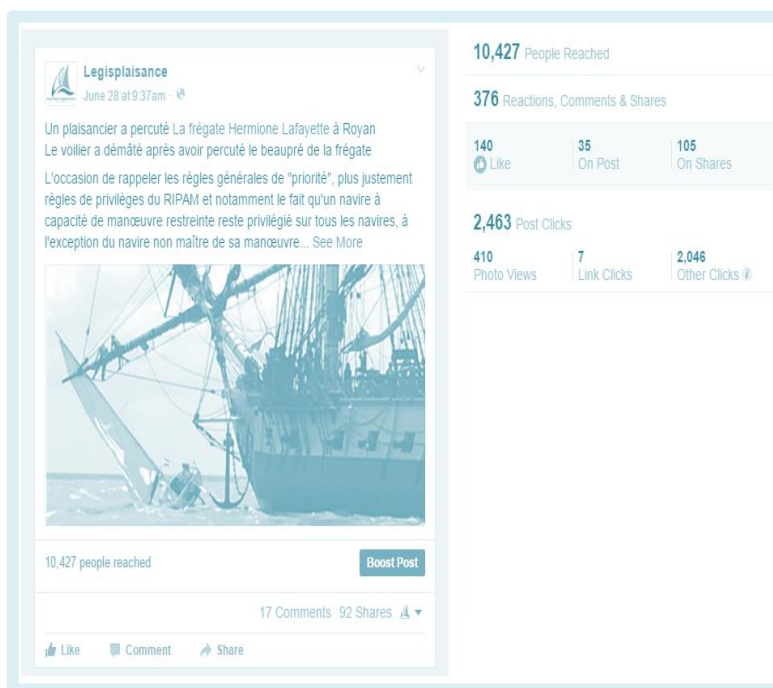 Legisplaisance
June 28 at 9:37am ·
Un plaisancier a percuté La frégate Hermione Lafayette à Royan
Le voilier a démâté après avoir percuté le beaupré de la frégate
L'occasion de rappeler les règles générales de "priorité", plus justement
règles de privilèges du RIPAM et notamment le fait qu'un navire à
capacité de manœuvre restreinte reste privilégié sur tous les navires, à
l'exception du navire non maître de sa manœuvre... See More
10,427 people reached
Boost Post
17 Comments 92 Shares
Like Comment Share
10,427 People Reached
376 Reactions, Comments & Shares
140 35 105
Like On Post On Shares
2,463 Post Clicks
410 7 2,046
Photo Views Link Clicks Other Clicks